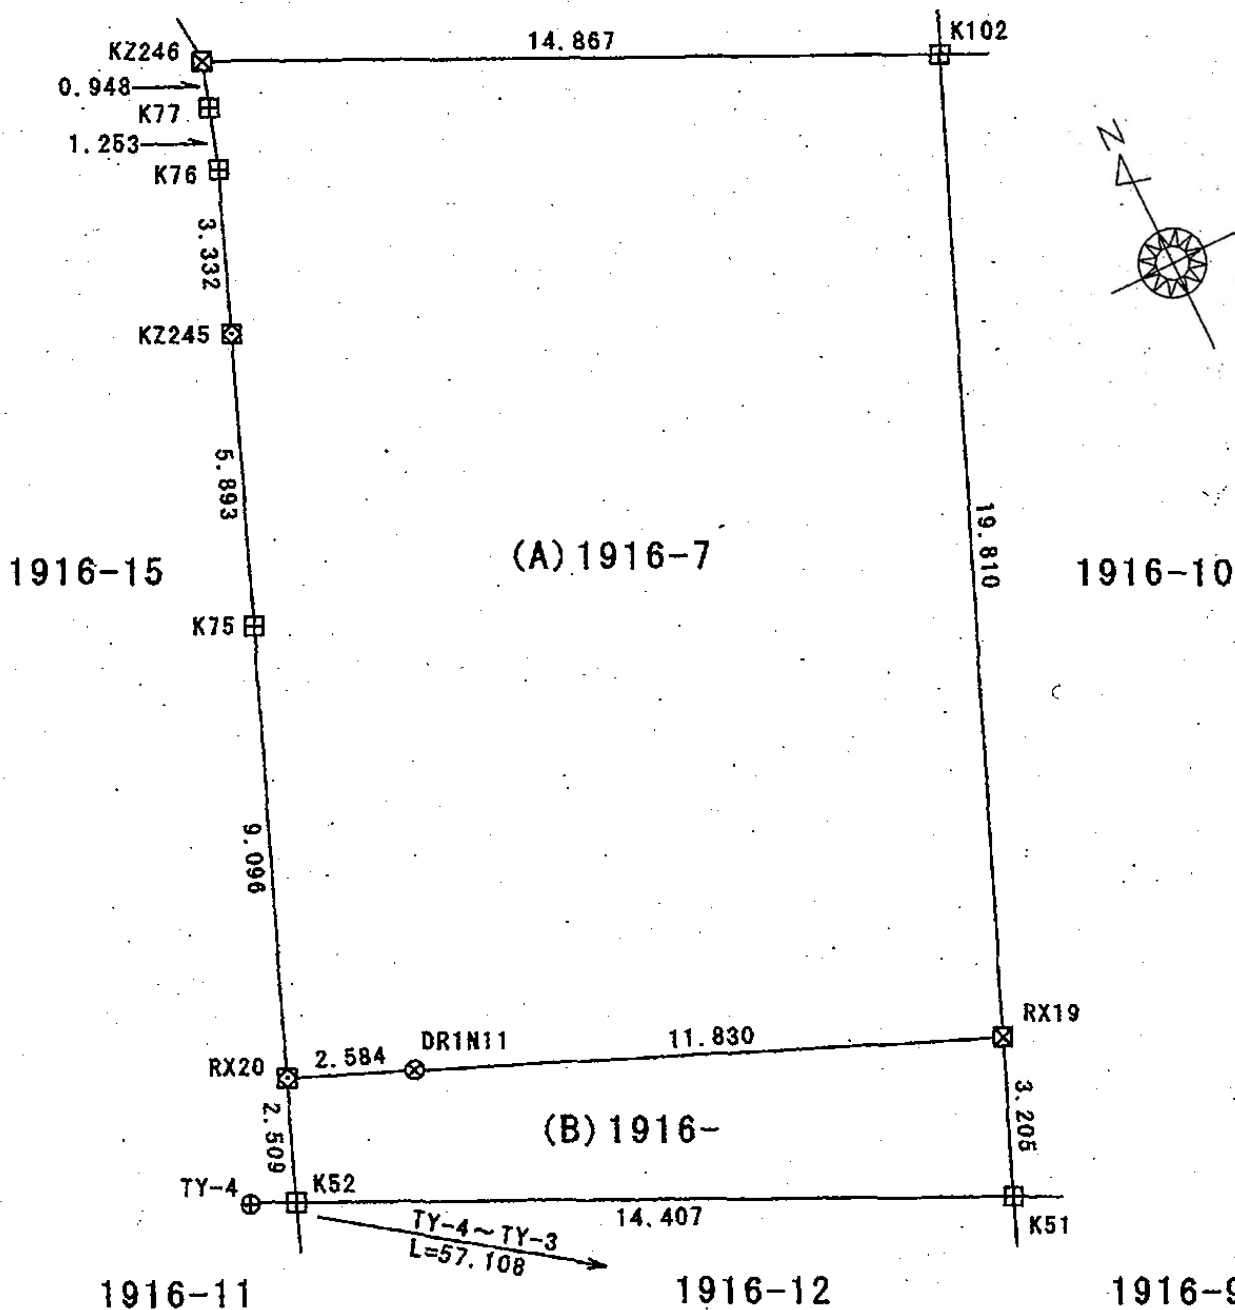 K102
14.867
KZ246
0.948
K77
1.253
K76
N
3.332
KZ245
5.893
19.810
(A)1916-7
1916-15
1916-10
K75
9.096
RX19
DR1N11
11.830
RX20
2.584
2.509
(B)1916-
3.205
TY-4
K52
14.407
K51
TY-4～TY-3
L=57.108
1916-11
1916-12
1916-9